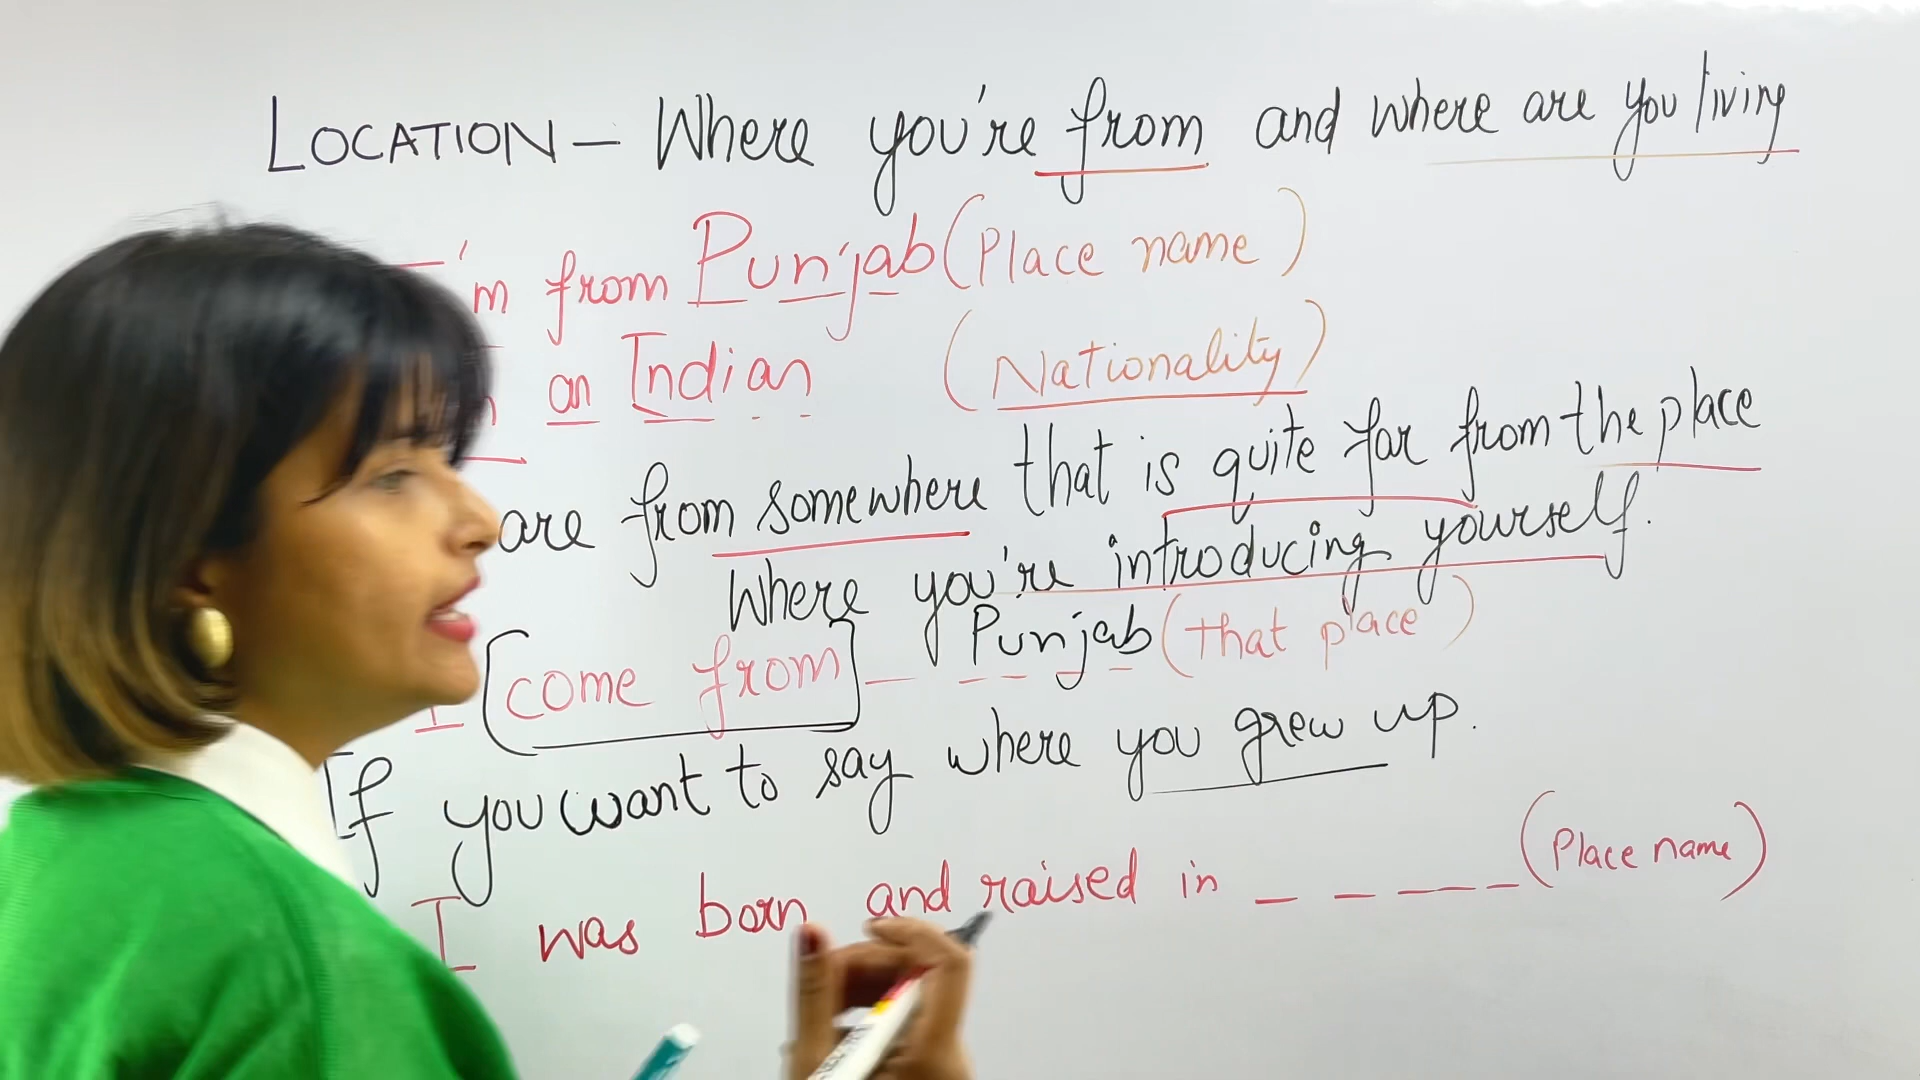 LOCATION - Where you're from and where are you living
I'm from Punjab (Place name)
an Indian (Nationality)
are from somewhere that is quite far from the place
Where you're introducing yourself.
I come from _ _ _ Punjab (that place)
If you want to say where you grew up.
I was born and raised in _ _ _ _ (Place name)